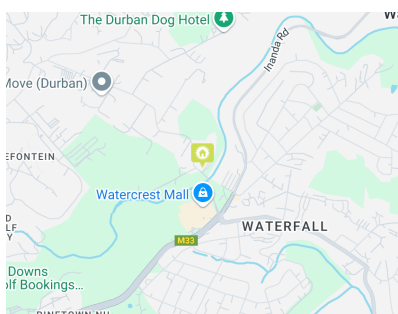 The Durban Dog Hotel
Inanda Rd
Move (Durban)
EFONTEIN
Watercrest Mall
WATERFALL
M33
Downs
olf Bookings...